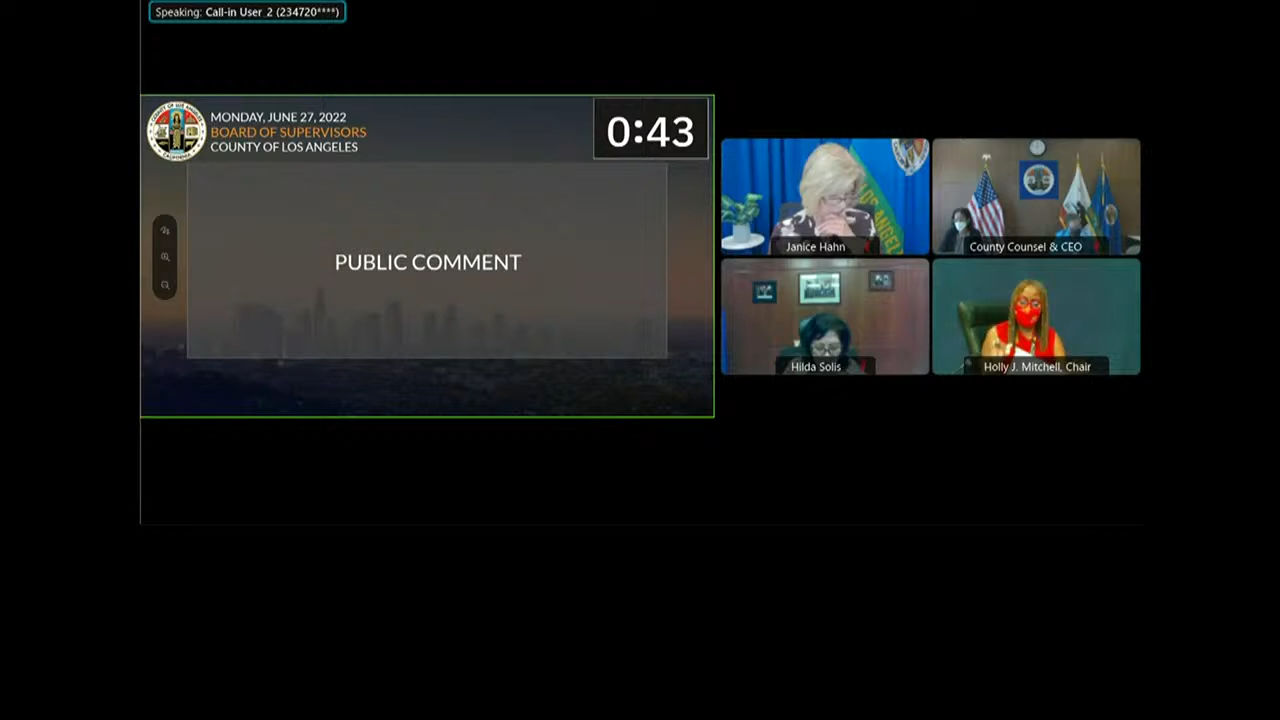 Speaking: Call-in User 2 (234720****)
MONDAY, JUNE 27, 2022
BOARD OF SUPERVISORS
COUNTY OF LOS ANGELES
0:43
PUBLIC COMMENT
Janice Hahn
County Counsel & CEO
Hilda Solis
Holly J. Mitchell, Chair